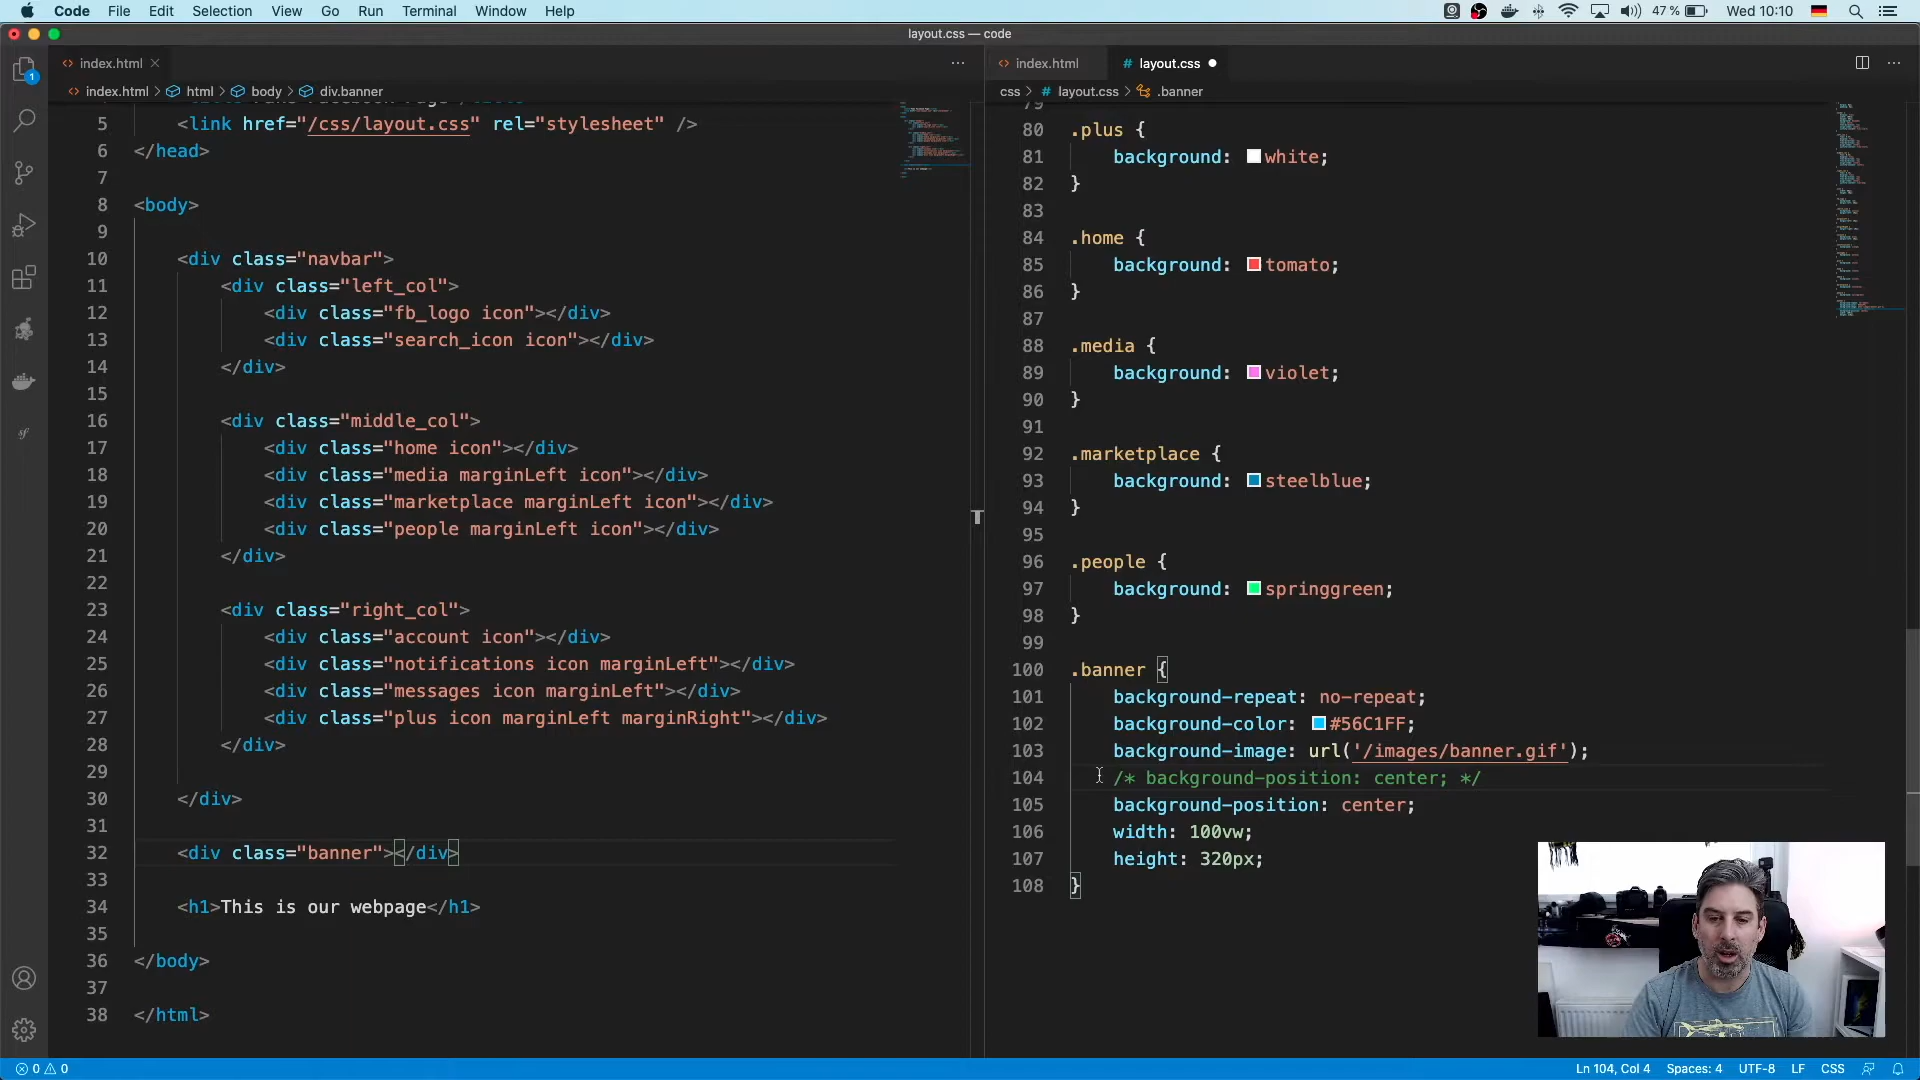 Code File Edit Selection View Go Run Terminal Window Help 47 % Wed 10:10
layout.css — code
index.html
index.html > html > body > div.banner
5 <link href="/css/layout.css" rel="stylesheet" />
6 </head>
7
8 <body>
9
10 <div class="navbar">
11 <div class="left_col">
12 <div class="fb_logo icon"></div>
13 <div class="search_icon icon"></div>
14 </div>
15
16 <div class="middle_col">
17 <div class="home icon"></div>
18 <div class="media marginLeft icon"></div>
19 <div class="marketplace marginLeft icon"></div>
20 <div class="people marginLeft icon"></div>
21 </div>
22
23 <div class="right_col">
24 <div class="account icon"></div>
25 <div class="notifications icon marginLeft"></div>
26 <div class="messages icon marginLeft"></div>
27 <div class="plus icon marginLeft marginRight"></div>
28 </div>
29
30 </div>
31
32 <div class="banner"></div>
33
34 <h1>This is our webpage</h1>
35
36 </body>
37
38 </html>
index.html # layout.css
css > # layout.css > .banner
79
80 .plus {
81 background: white;
82 }
83
84 .home {
85 background: tomato;
86 }
87
88 .media {
89 background: violet;
90 }
91
92 .marketplace {
93 background: steelblue;
94 }
95
96 .people {
97 background: springgreen;
98 }
99
100 .banner {
101 background-repeat: no-repeat;
102 background-color: #56C1FF;
103 background-image: url('/images/banner.gif');
104 /* background-position: center; */
105 background-position: center;
106 width: 100vw;
107 height: 320px;
108 }
1
0 0 Ln 104, Col 4 Spaces: 4 UTF-8 LF CSS